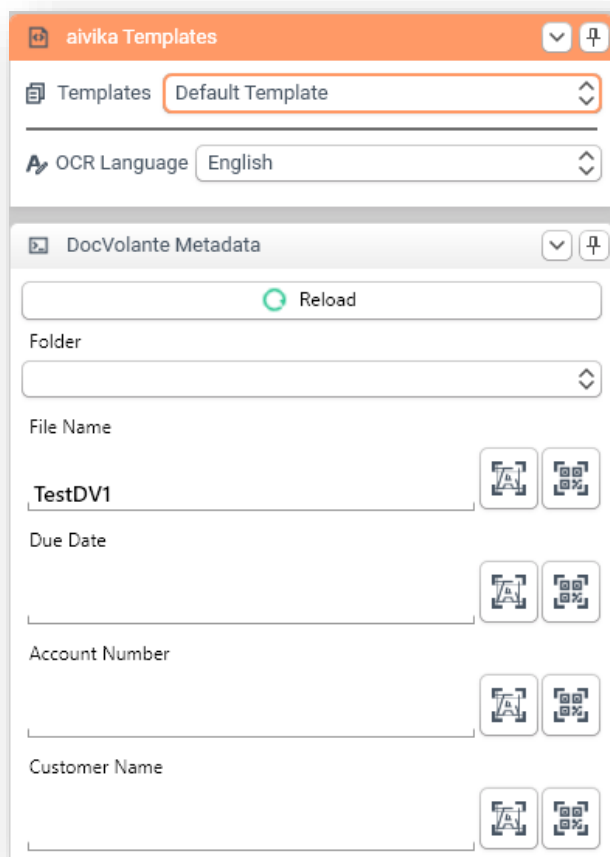 aivika Templates
Templates Default Template
OCR Language English
DocVolante Metadata
Reload
Folder
File Name
TestDV1
Due Date
Account Number
Customer Name